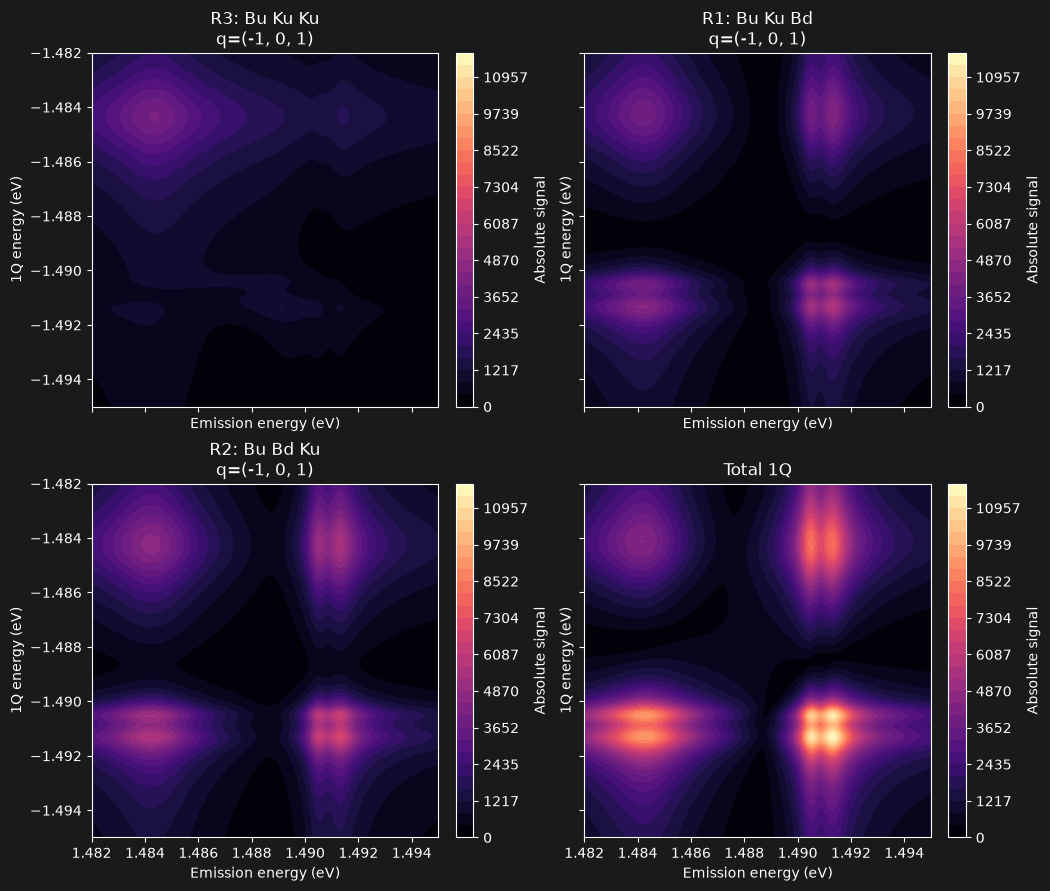 R3: Bu Ku Ku
q=(-1, 0, 1)
−1.482
−1.484
−1.486
−1.488
−1.490
−1.492
−1.494
1Q energy (eV)
Emission energy (eV)
10957
9739
8522
7304
6087
4870
3652
2435
1217
0
Absolute signal
R1: Bu Ku Bd
q=(-1, 0, 1)
1Q energy (eV)
Emission energy (eV)
10957
9739
8522
7304
6087
4870
3652
2435
1217
0
Absolute signal
R2: Bu Bd Ku
q=(-1, 0, 1)
−1.482
−1.484
−1.486
−1.488
−1.490
−1.492
−1.494
1Q energy (eV)
1.482 1.484 1.486 1.488 1.490 1.492 1.494
Emission energy (eV)
10957
9739
8522
7304
6087
4870
3652
2435
1217
0
Absolute signal
Total 1Q
1Q energy (eV)
1.482 1.484 1.486 1.488 1.490 1.492 1.494
Emission energy (eV)
10957
9739
8522
7304
6087
4870
3652
2435
1217
0
Absolute signal